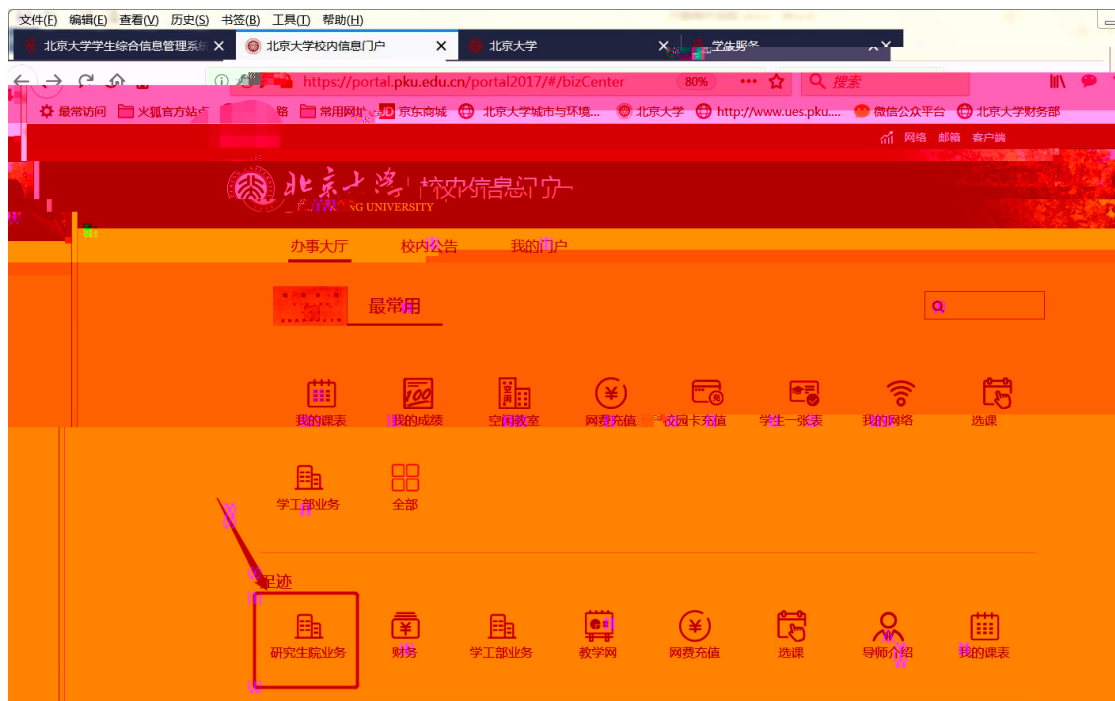 文件(F) 编辑(E) 查看(V) 历史(S) 书签(B) 工具(T) 帮助(H)
北京大学学生综合信息管理系统 北京大学校内信息门户 北京大学 学生服务
https://portal.pku.edu.cn/portal2017/#/bizCenter 80% 搜索
最常访问 火狐官方站点 常用网址 JD 京东商城 北京大学城市与环境... 北京大学 http://www.ues.pku.... 微信公众平台 北京大学财务部
网络 邮箱 客户端
北京大学 校内信息门户
NG UNIVERSITY
办事大厅 校内公告 我的门户
最常用
我的课表 我的成绩 空闲教室 网费充值 校园卡充值 学生一张表 我的网络 选课
学工部业务 全部
足迹
研究生院业务 财务 学工部业务 教学网 网费充值 选课 导师介绍 我的课表